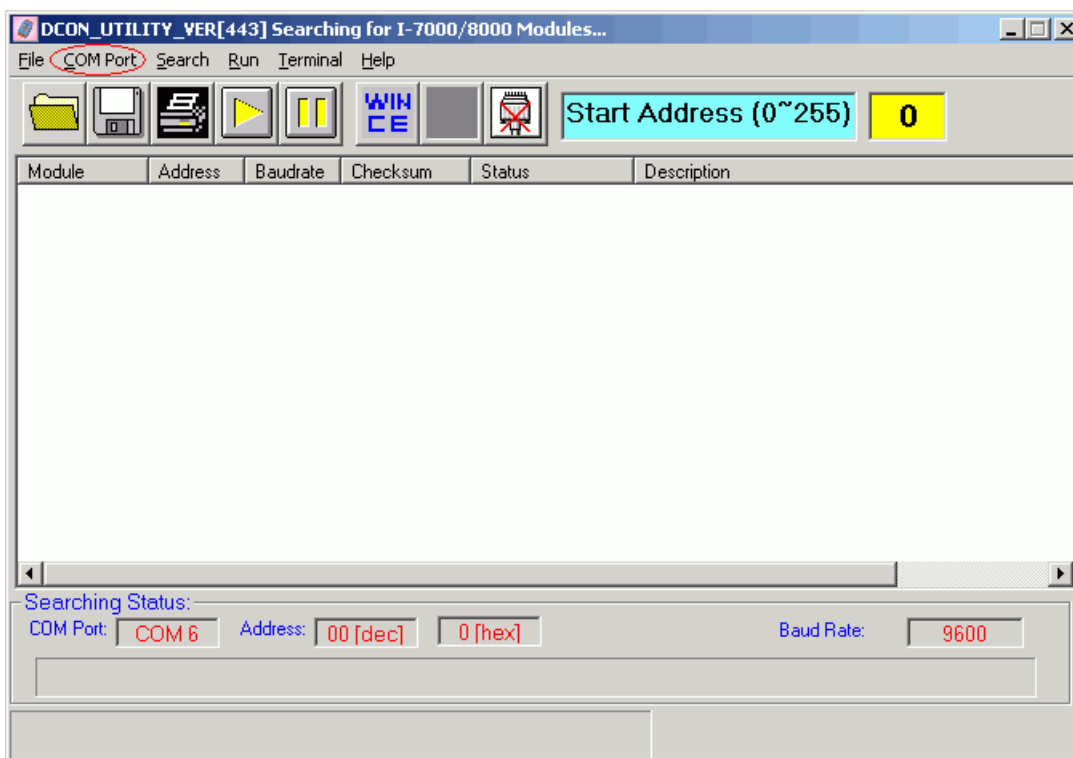 DCON_UTILITY_VER[443] Searching for I-7000/8000 Modules...
File COM Port Search Run Terminal Help
WIN CE Start Address (0~255) 0
Module Address Baudrate Checksum Status Description
Searching Status:
COM Port: COM 6 Address: 00 [dec] 0 [hex] Baud Rate: 9600